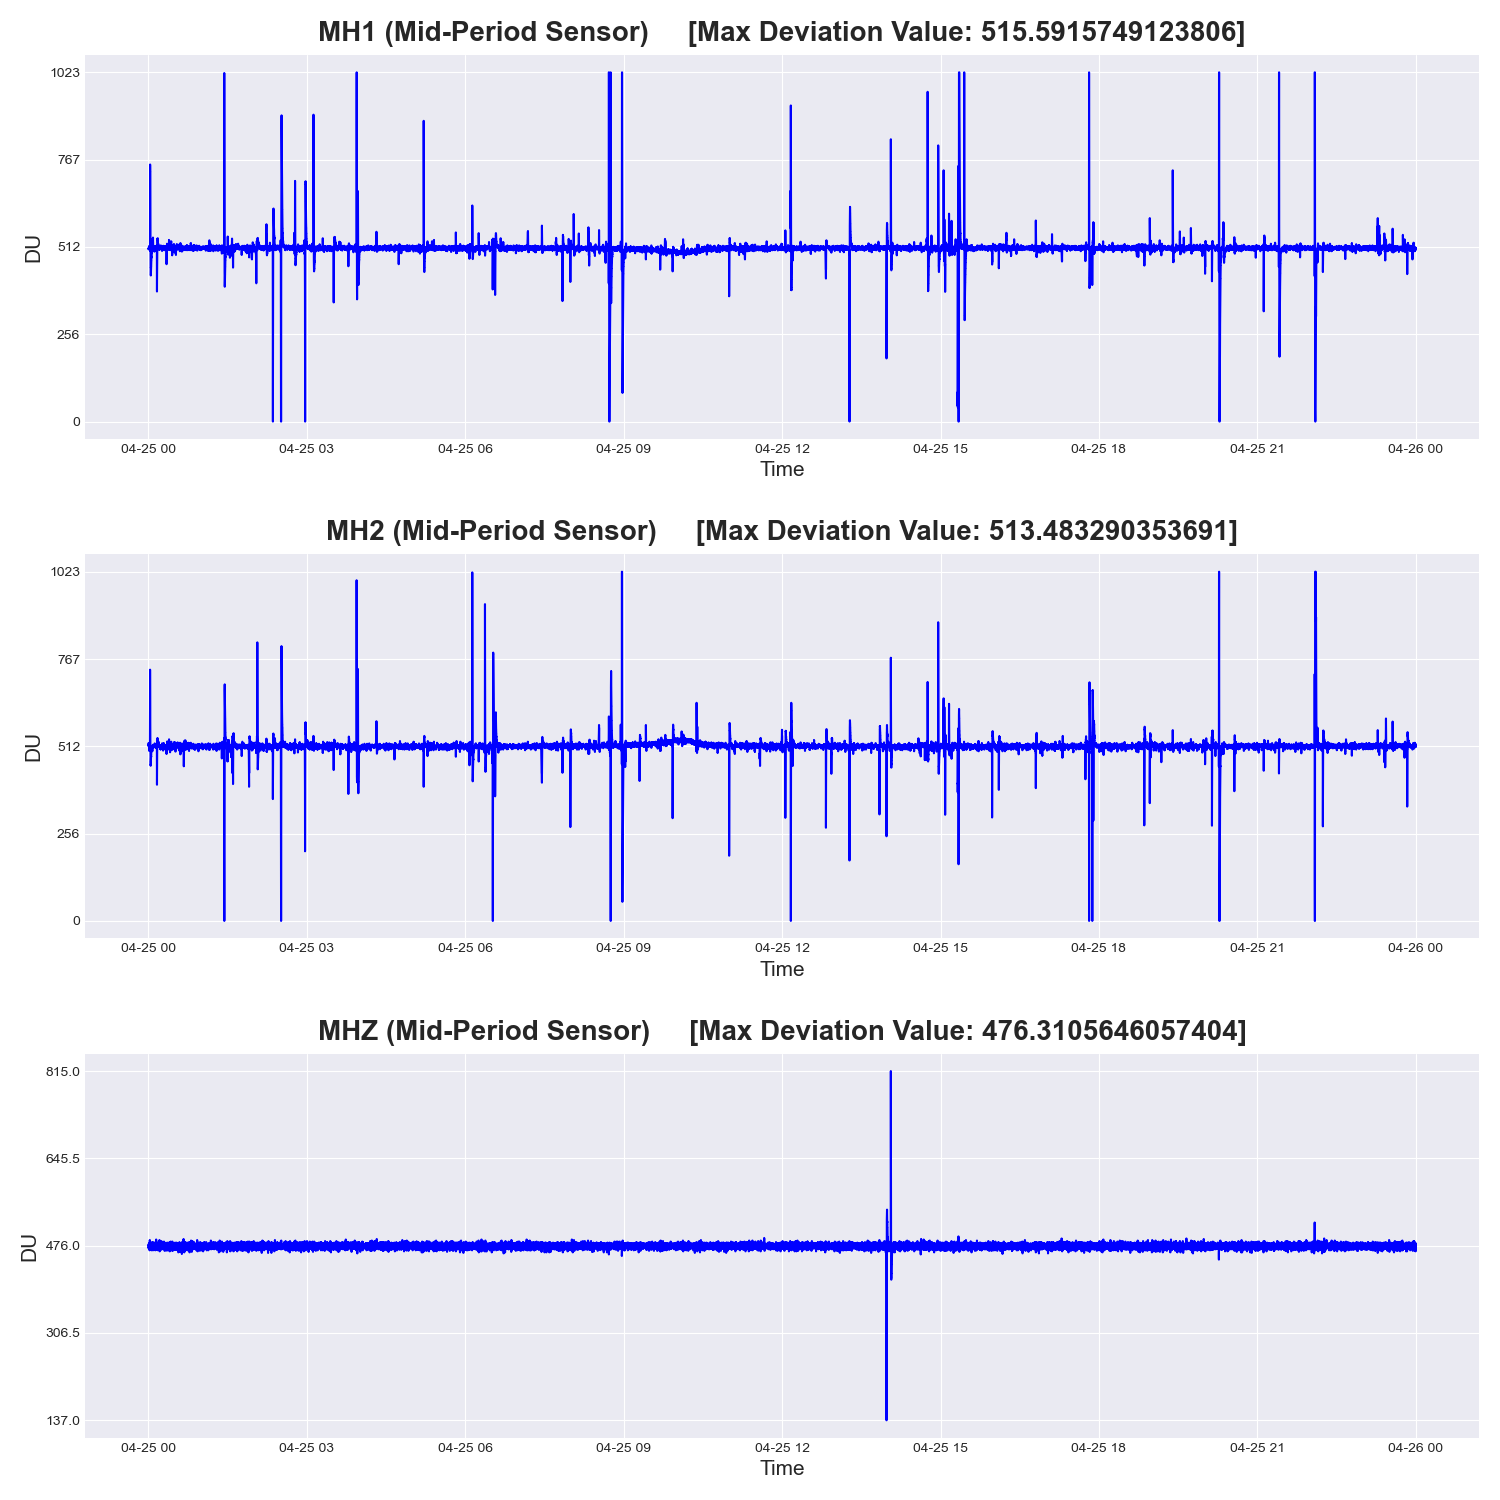 MH1 (Mid-Period Sensor) [Max Deviation Value: 515.5915749123806]
1023
767
512
256
0
DU
04-25 00 04-25 03 04-25 06 04-25 09 04-25 12 04-25 15 04-25 18 04-25 21 04-26 00
Time
MH2 (Mid-Period Sensor) [Max Deviation Value: 513.483290353691]
1023
767
512
256
0
DU
04-25 00 04-25 03 04-25 06 04-25 09 04-25 12 04-25 15 04-25 18 04-25 21 04-26 00
Time
MHZ (Mid-Period Sensor) [Max Deviation Value: 476.3105646057404]
815.0
645.5
476.0
306.5
137.0
DU
04-25 00 04-25 03 04-25 06 04-25 09 04-25 12 04-25 15 04-25 18 04-25 21 04-26 00
Time